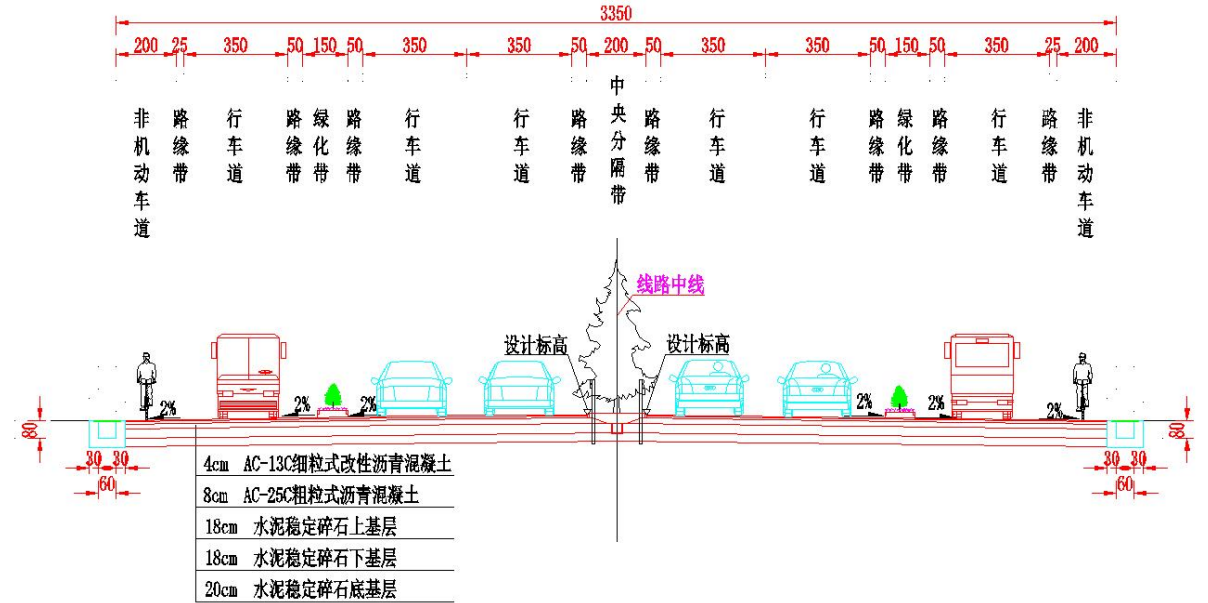 3350
200 25 350 50 150 50 350 350 50 200 50 350 350 50 150 50 350 25 200
非机动车道
路缘带
行车道
路缘带
绿化带
路缘带
行车道
行车道
路缘带
中央分隔带
路缘带
行车道
行车道
路缘带
绿化带
路缘带
行车道
路缘带
非机动车道
线路中线
设计标高
设计标高
2% 2% 2% 2% 2% 2%
80
80
30 30
60
30 30
60
4cm AC-13C细粒式改性沥青混凝土
8cm AC-25C粗粒式沥青混凝土
18cm 水泥稳定碎石上基层
18cm 水泥稳定碎石下基层
20cm 水泥稳定碎石底基层